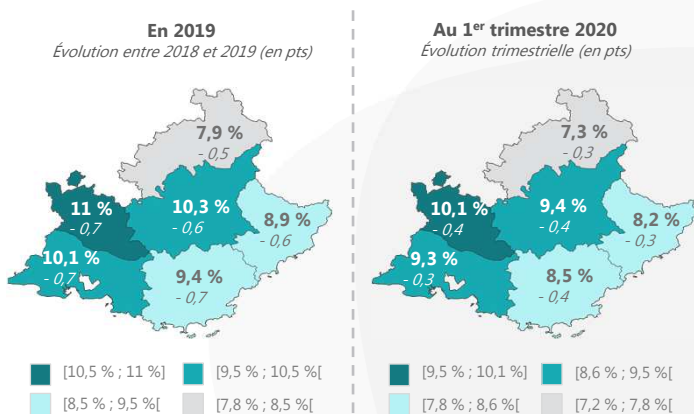 En 2019
Évolution entre 2018 et 2019 (en pts)
7,9 %
- 0,5
11 %
- 0,7
10,3 %
- 0,6
8,9 %
- 0,6
10,1 %
- 0,7
9,4 %
- 0,7
[10,5 % ; 11 %]
[9,5 % ; 10,5 %[
[8,5 % ; 9,5 %[
[7,8 % ; 8,5 %[
Au 1er trimestre 2020
Évolution trimestrielle (en pts)
7,3 %
- 0,3
10,1 %
- 0,4
9,4 %
- 0,4
8,2 %
- 0,3
9,3 %
- 0,3
8,5 %
- 0,4
[9,5 % ; 10,1 %]
[8,6 % ; 9,5 %[
[7,8 % ; 8,6 %[
[7,2 % ; 7,8 %[